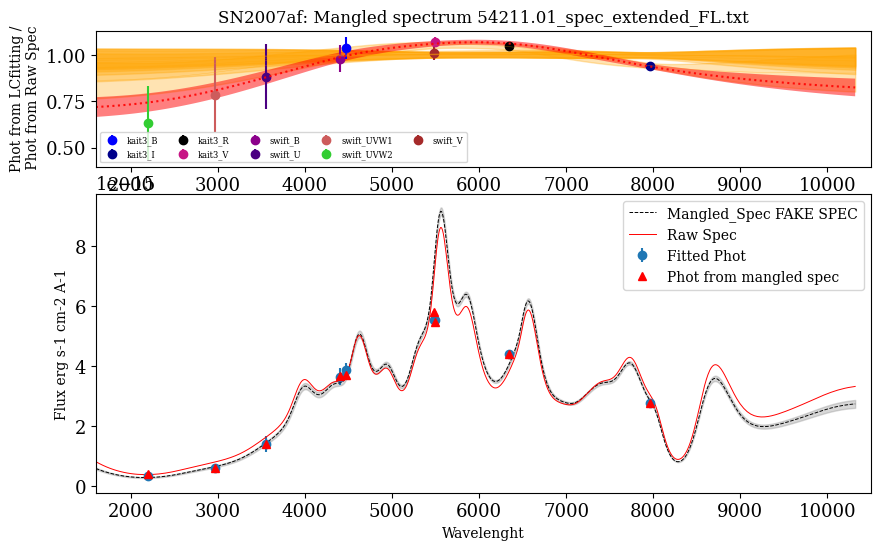 SN2007af: Mangled spectrum 54211.01_spec_extended_FL.txt
Phot from LCfitting /
Phot from Raw Spec
1.00
0.75
0.50
kait3_B kait3_R swift_B swift_UVW1 swift_V
kait3_I kait3_V swift_U swift_UVW2
2000 3000 4000 5000 6000 7000 8000 9000 10000
1e−15
Mangled_Spec FAKE SPEC
Raw Spec
Fitted Phot
Phot from mangled spec
Flux erg s-1 cm-2 A-1
8
6
4
2
0
2000 3000 4000 5000 6000 7000 8000 9000 10000
Wavelenght